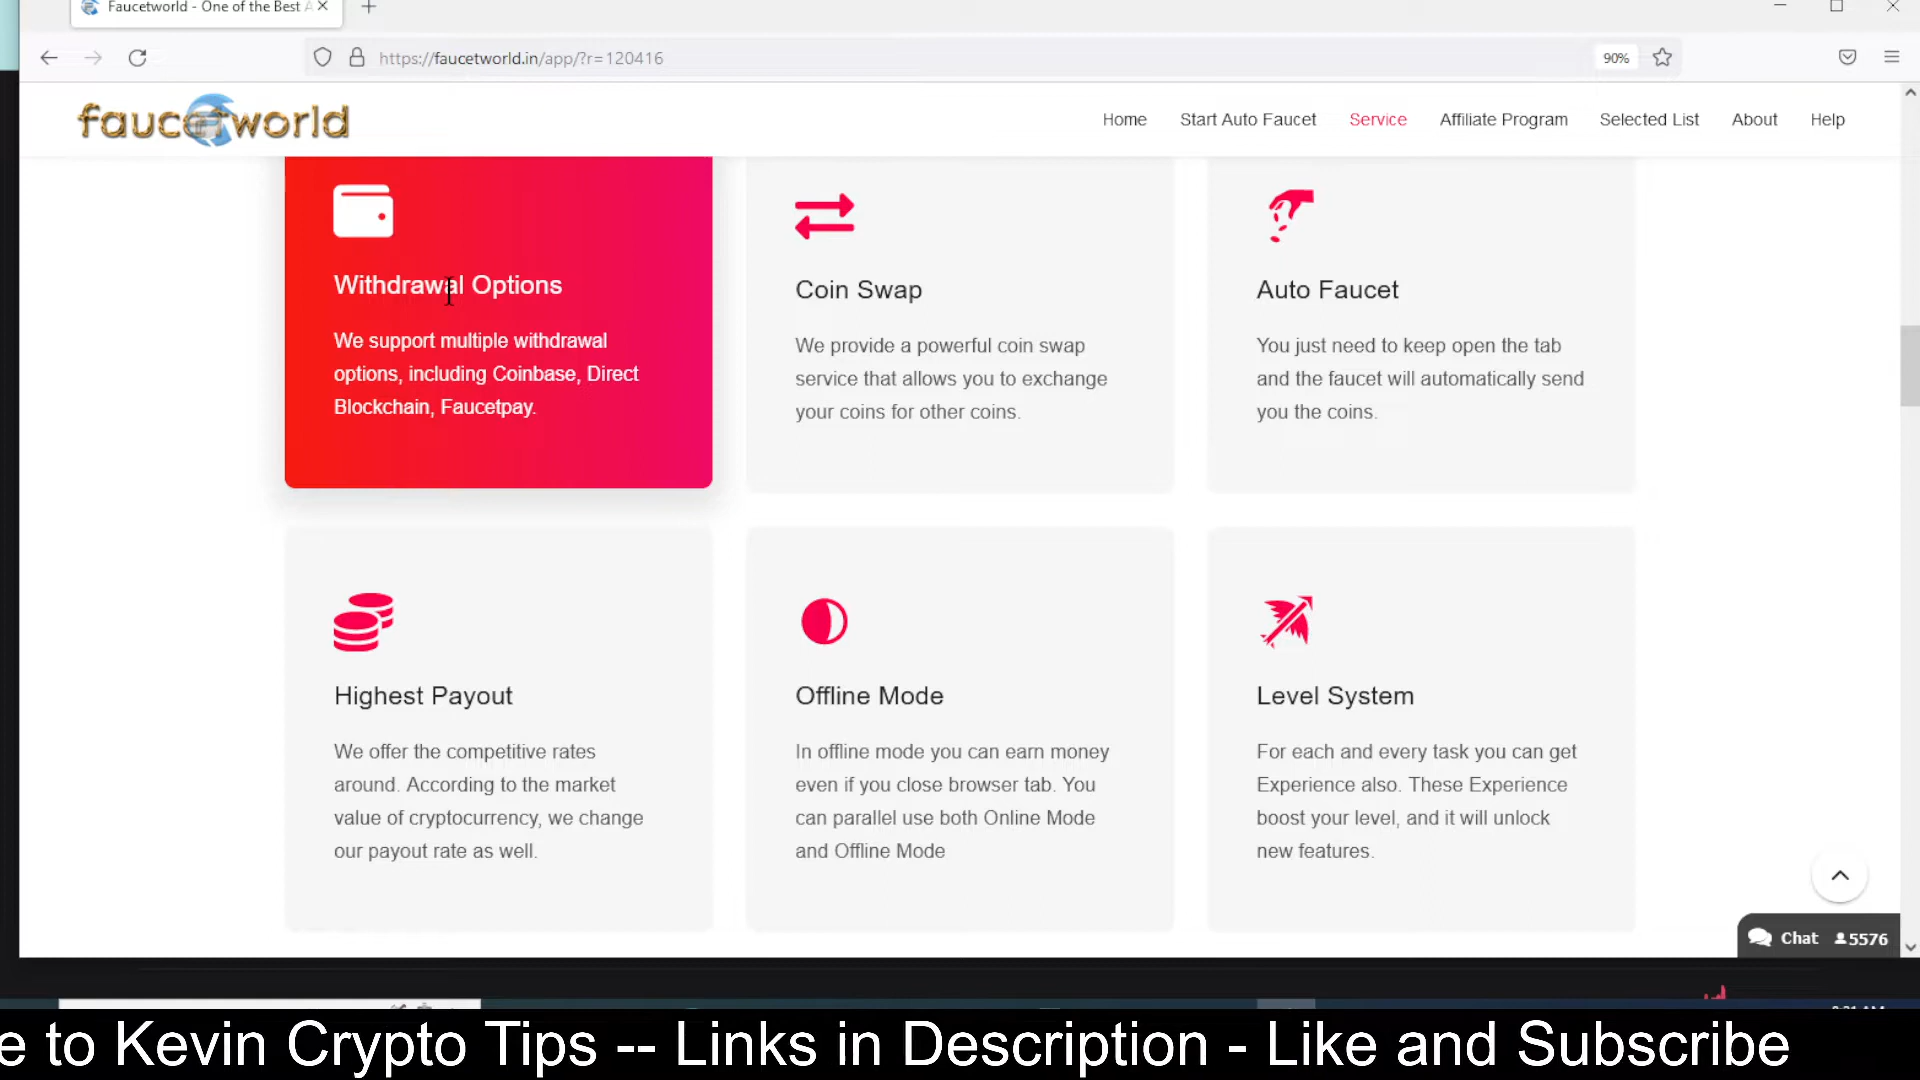 Faucetworld - One of the Best A
https://faucetworld.in/app/?r=120416
90%
faucetworld
Home Start Auto Faucet Service Affiliate Program Selected List About Help
Withdrawal Options
We support multiple withdrawal
options, including Coinbase, Direct
Blockchain, Faucetpay.
Coin Swap
We provide a powerful coin swap
service that allows you to exchange
your coins for other coins.
Auto Faucet
You just need to keep open the tab
and the faucet will automatically send
you the coins.
Highest Payout
We offer the competitive rates
around. According to the market
value of cryptocurrency, we change
our payout rate as well.
Offline Mode
In offline mode you can earn money
even if you close browser tab. You
can parallel use both Online Mode
and Offline Mode
Level System
For each and every task you can get
Experience also. These Experience
boost your level, and it will unlock
new features.
Chat 5576
e to Kevin Crypto Tips -- Links in Description - Like and Subscribe